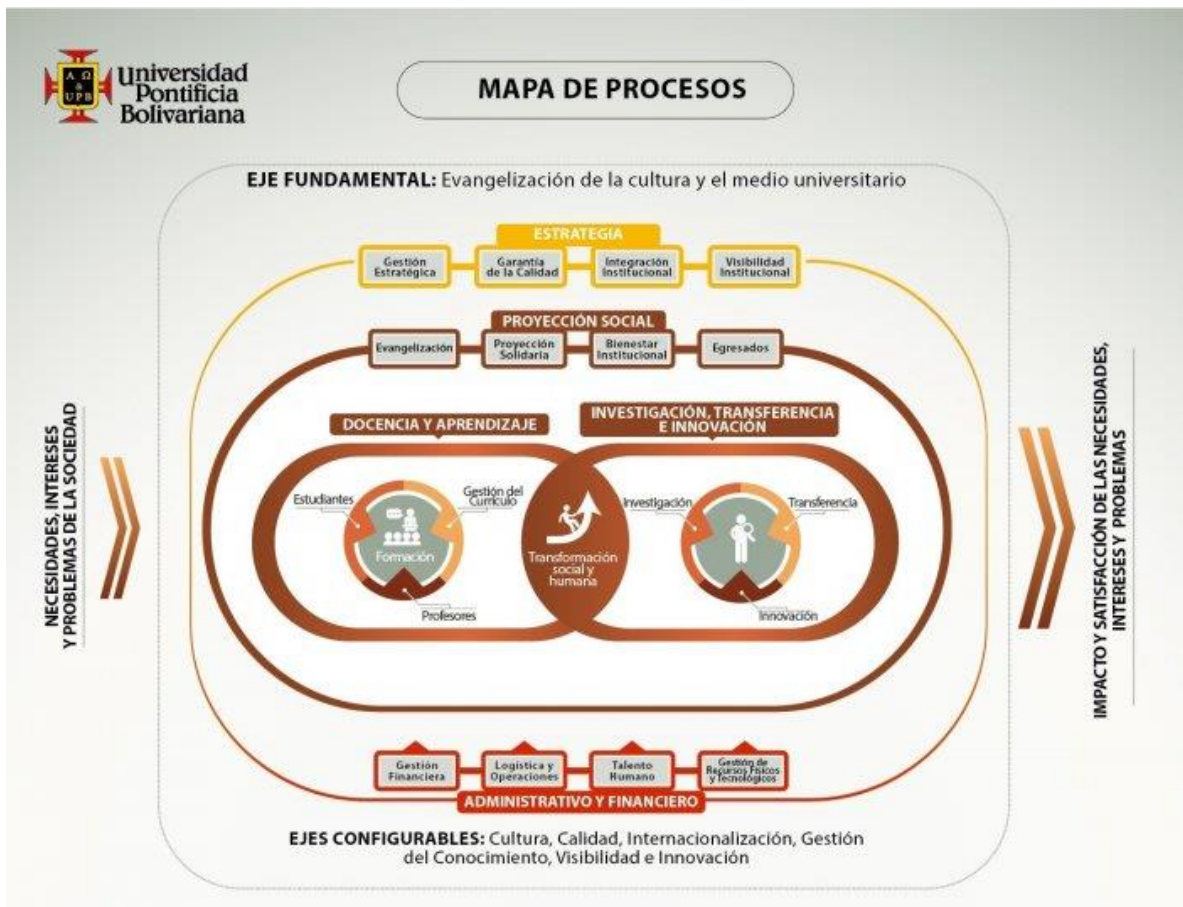 Universidad
Pontificia
Bolivariana
A Ω
&
UPB
MAPA DE PROCESOS
EJE FUNDAMENTAL: Evangelización de la cultura y el medio universitario
ESTRATEGIA
Gestión
Estratégica
Garantía
de la Calidad
Integración
Institucional
Visibilidad
Institucional
PROYECCIÓN SOCIAL
Evangelización
Proyección
Solidaria
Bienestar
Institucional
Egresados
NECESIDADES, INTERESES
Y PROBLEMAS DE LA SOCIEDAD
DOCENCIA Y APRENDIZAJE
Estudiantes
Gestión del
Currículo
Formación
Profesores
Transformación
social y
humana
INVESTIGACIÓN, TRANSFERENCIA
E INNOVACIÓN
Investigación
Transferencia
Innovación
IMPACTO Y SATISFACCIÓN DE LAS NECESIDADES,
INTERESES Y PROBLEMAS
Gestión
Financiera
Logística y
Operaciones
Talento
Humano
Gestión de
Recursos Físicos
y Tecnológicos
ADMINISTRATIVO Y FINANCIERO
EJES CONFIGURABLES: Cultura, Calidad, Internacionalización, Gestión
del Conocimiento, Visibilidad e Innovación